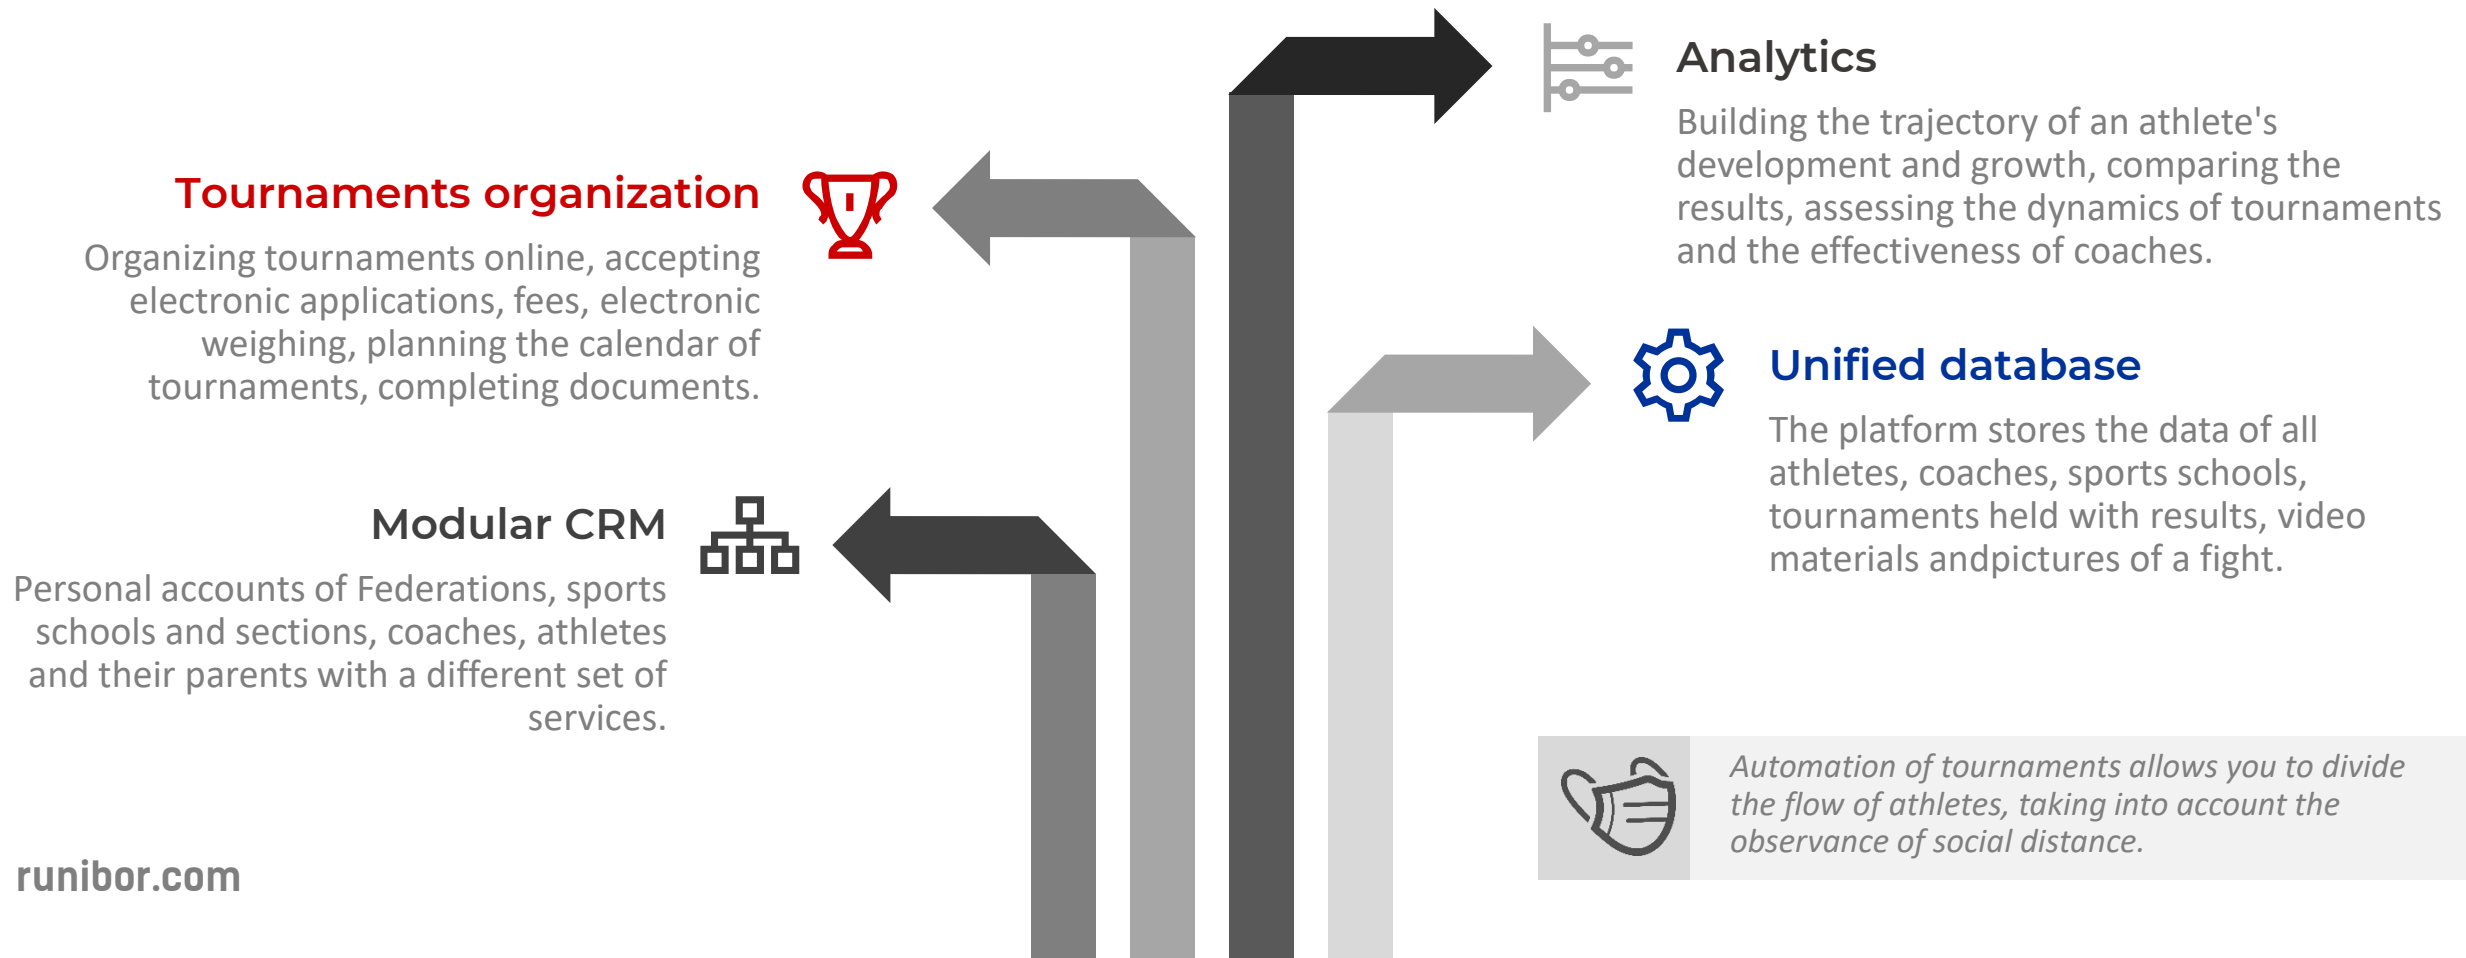 Tournaments organization
Organizing tournaments online, accepting
electronic applications, fees, electronic
weighing, planning the calendar of
tournaments, completing documents.
Modular CRM
Personal accounts of Federations, sports
schools and sections, coaches, athletes
and their parents with a different set of
services.
runibor.com
Analytics
Building the trajectory of an athlete's
development and growth, comparing the
results, assessing the dynamics of tournaments
and the effectiveness of coaches.
Unified database
The platform stores the data of all
athletes, coaches, sports schools,
tournaments held with results, video
materials andpictures of a fight.
Automation of tournaments allows you to divide
the flow of athletes, taking into account the
observance of social distance.